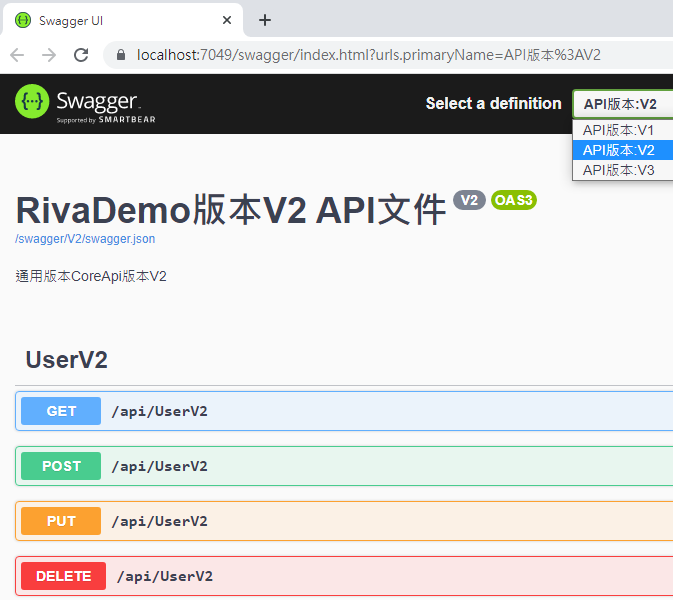 Swagger UI
localhost:7049/swagger/index.html?urls.primaryName=API版本%3AV2
Swagger
Supported by SMARTBEAR
Select a definition
API版本:V2
API版本:V1
API版本:V2
API版本:V3
RivaDemo版本V2 API文件 V2 OAS3
/swagger/V2/swagger.json
通用版本CoreApi版本V2
UserV2
GET /api/UserV2
POST /api/UserV2
PUT /api/UserV2
DELETE /api/UserV2